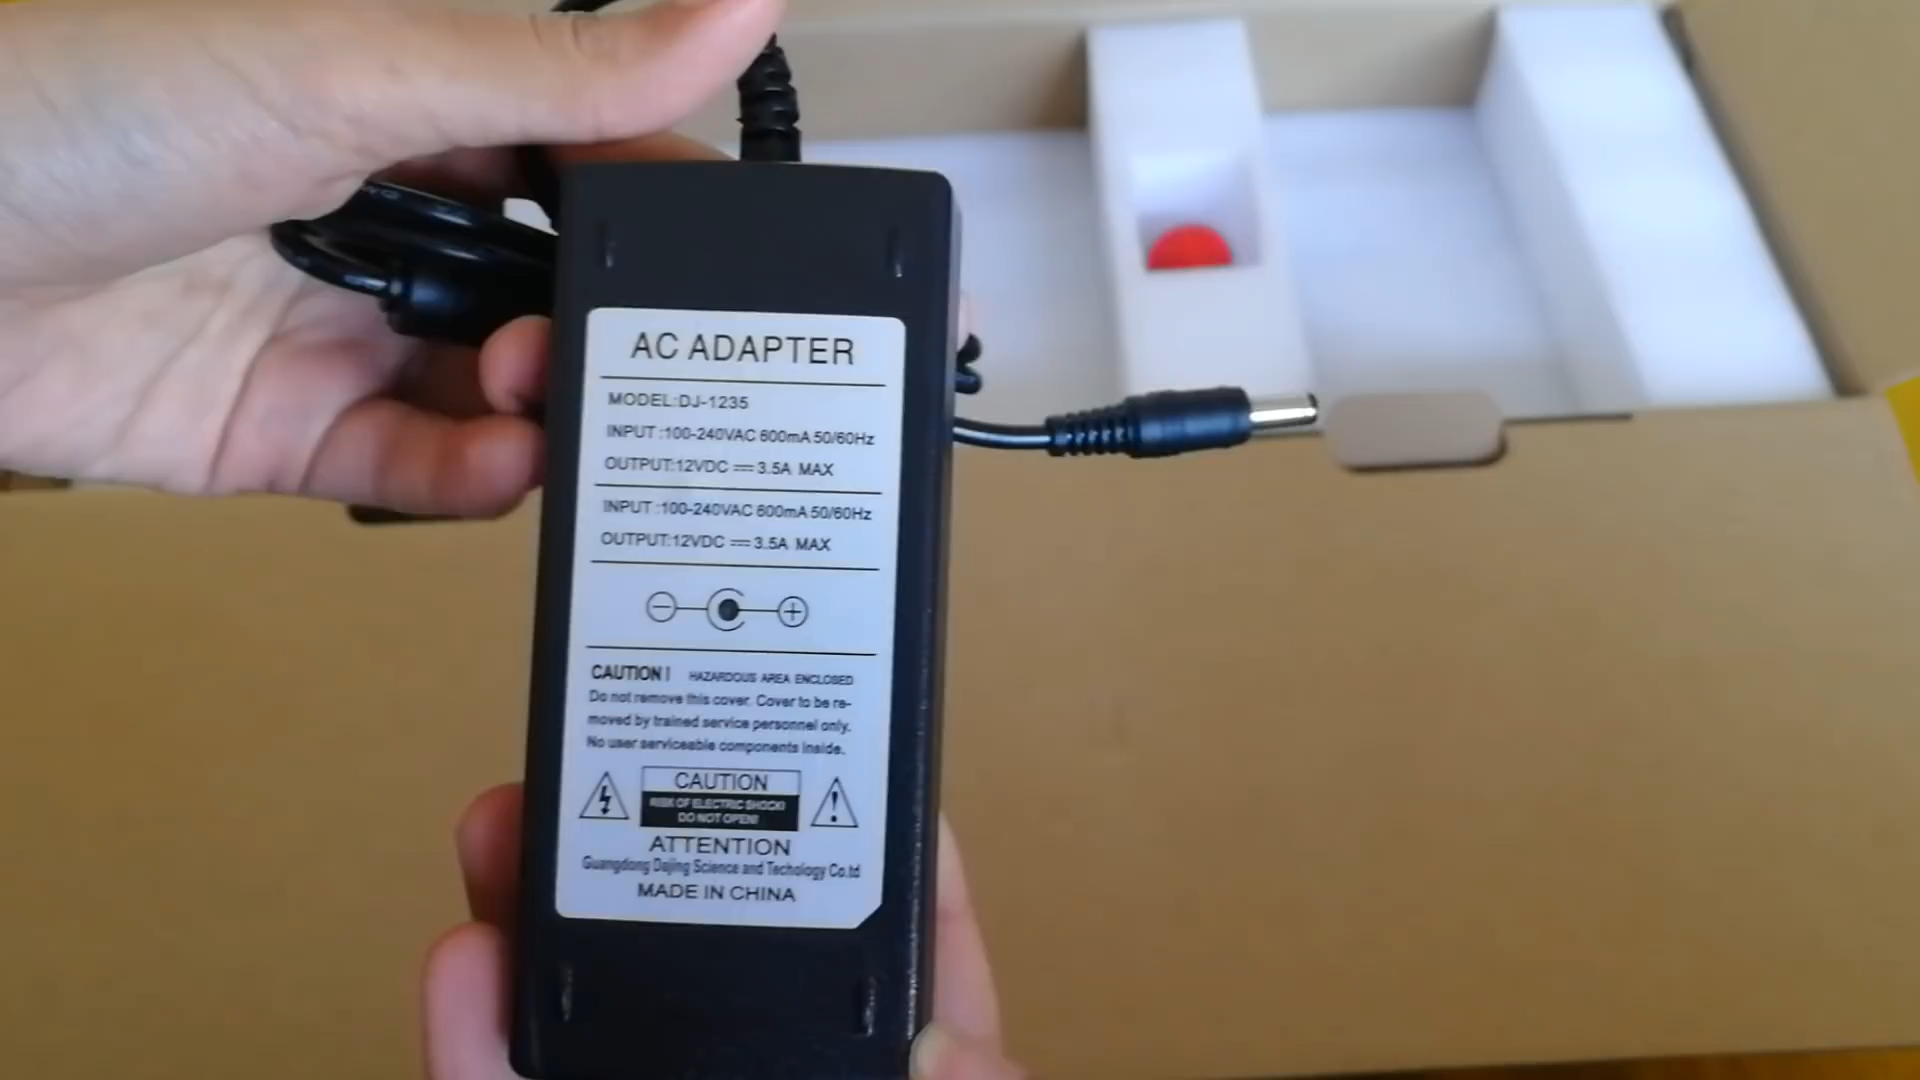 AC ADAPTER
MODEL:DJ-1235
INPUT :100-240VAC 600mA 50/60Hz
OUTPUT:12VDC ⎓ 3.5A MAX
INPUT :100-240VAC 600mA 50/60Hz
OUTPUT:12VDC ⎓ 3.5A MAX
CAUTION! HAZARDOUS AREA ENCLOSED
Do not remove this cover. Cover to be re-
moved by trained service personnel only.
No user serviceable components inside.
CAUTION
RISK OF ELECTRIC SHOCK!
DO NOT OPEN!
ATTENTION
Guangdong Dajing Science and Techology Co.ltd
MADE IN CHINA